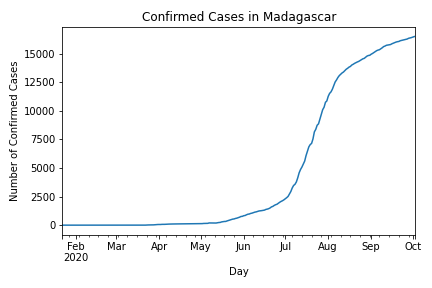 Confirmed Cases in Madagascar
Number of Confirmed Cases
15000
12500
10000
7500
5000
2500
0
Feb Mar Apr May Jun Jul Aug Sep Oct
2020
Day